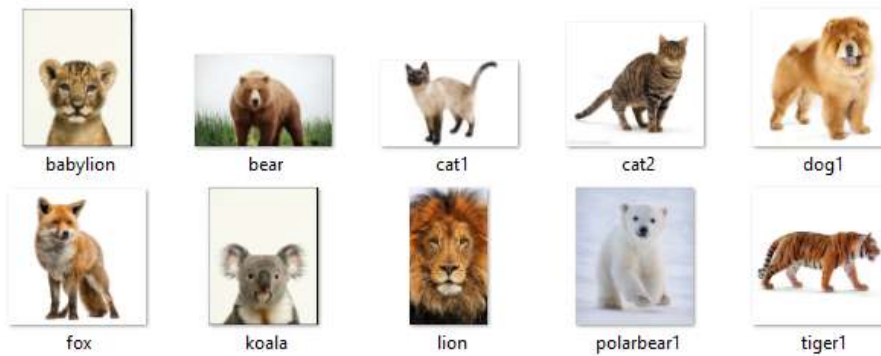 babylion
bear
cat1
cat2
dog1
fox
koala
lion
polarbear1
tiger1